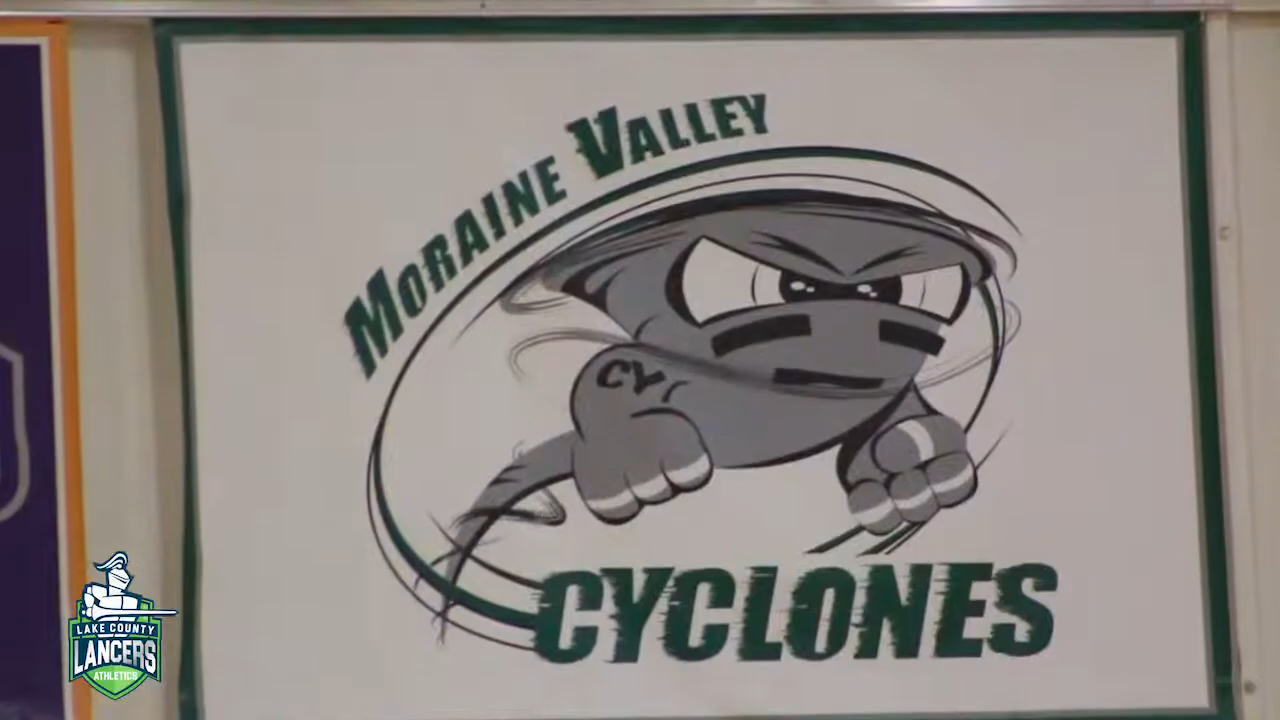 MORAINE VALLEY
CY
CYCLONES
LAKE COUNTY
LANCERS
ATHLETICS